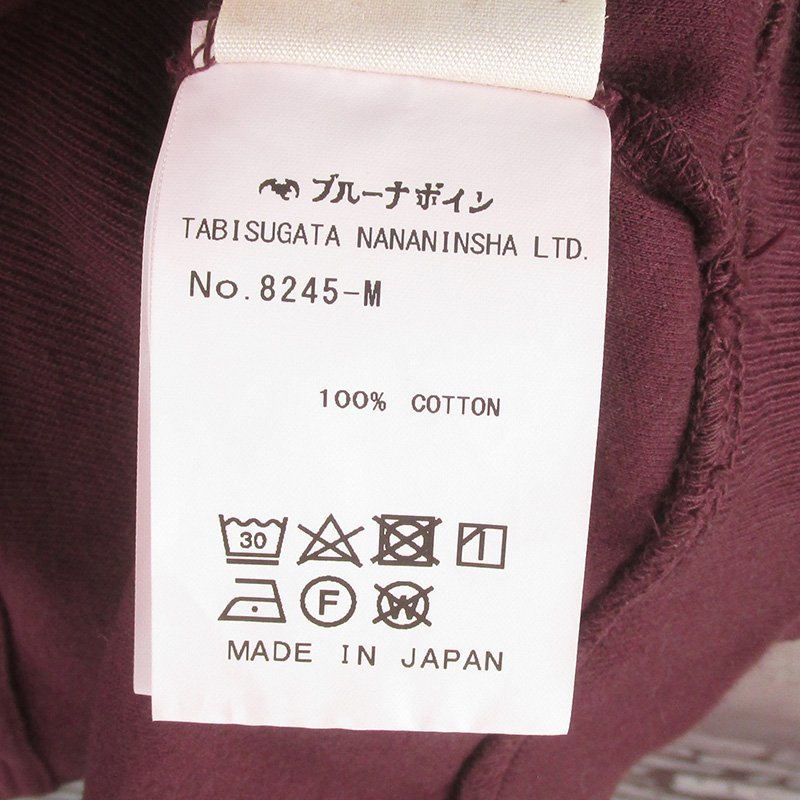 ブルーナボイン
TABISUGATA NANANINSHA LTD.
No.8245-M
100% COTTON
30
F W
MADE IN JAPAN